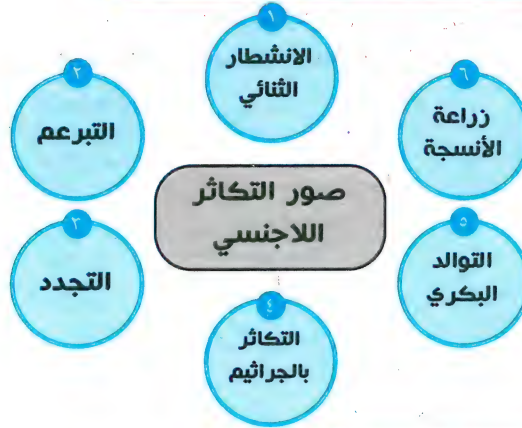 صور التكاثر
اللاجنسي
١
الانشطار
الثنائي
٢
التبرعم
٣
التجدد
٤
التكاثر
بالجراثيم
٥
التوالد
البكري
٦
زراعة
الأنسجة